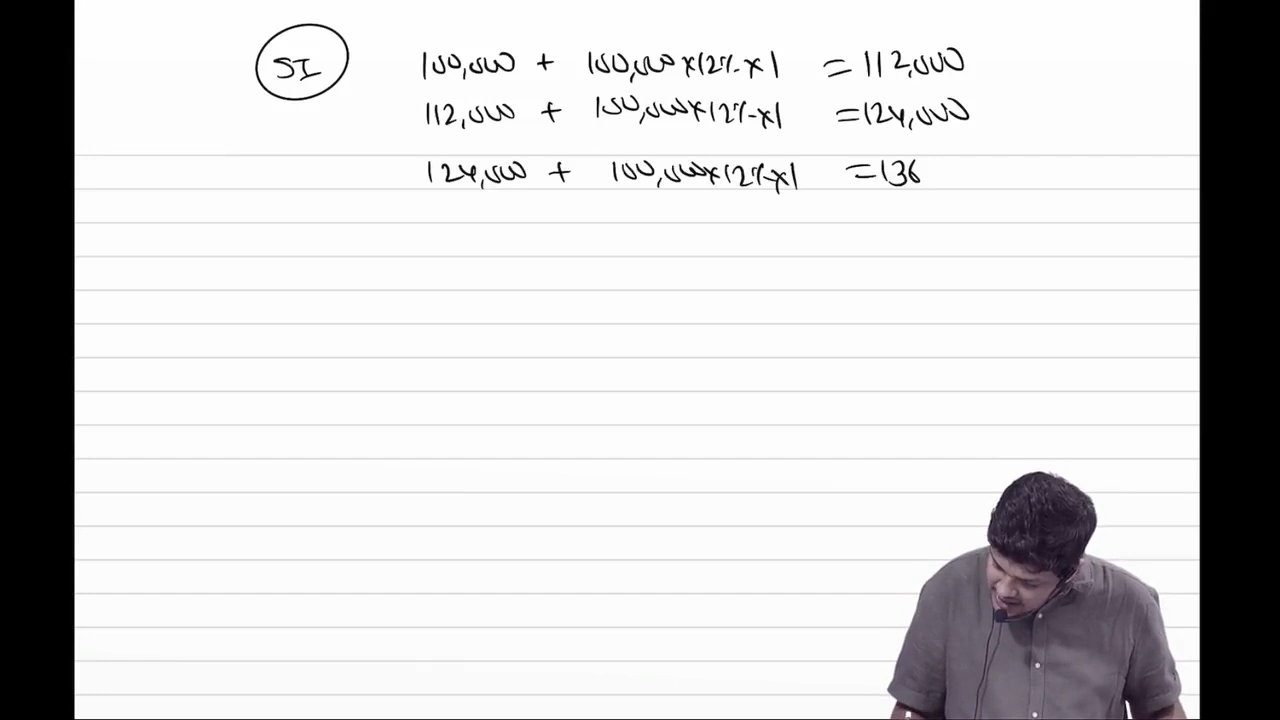 SI 100,000 + 100,000 x 12% x 1 = 112,000
112,000 + 100,000 x 12% x 1 = 124,000
124,000 + 100,000 x 12% x 1 = 136